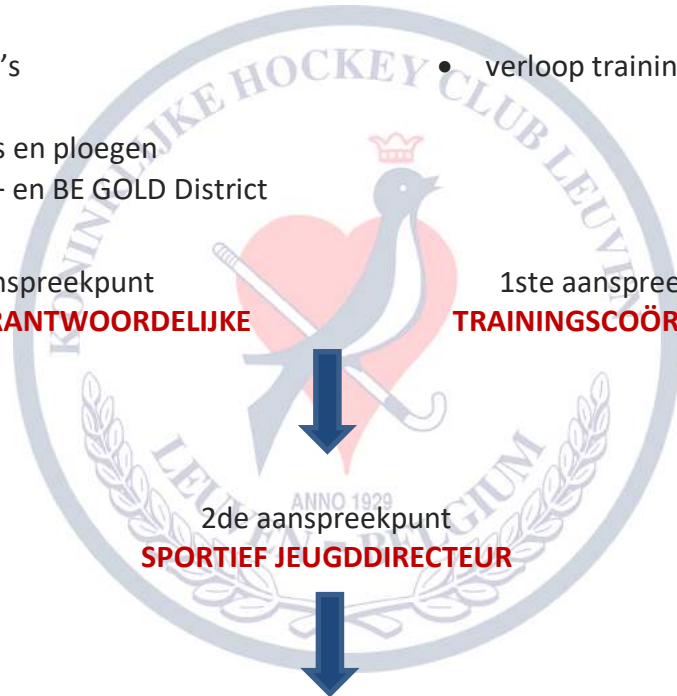 's
• verloop trainin
s en ploegen
- en BE GOLD District
nspreekpunt
1ste aanspree
RANTWOORDELIJKE
TRAININGSCOÖR
2de aanspreekpunt
SPORTIEF JEUGDDIRECTEUR
KONINKLIJKE HOCKEY CLUB LEUVEN
ANNO 1929
LEUVEN - BELGIUM